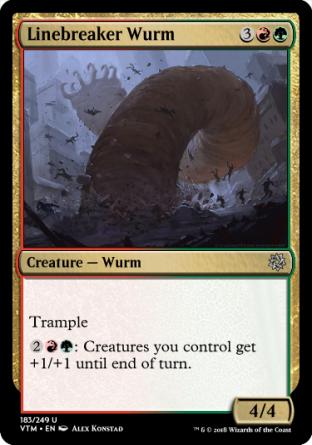 Linebreaker Wurm 3
Creature — Wurm
Trample
2: Creatures you control get
+1/+1 until end of turn.
4/4
183/249 U
VTM • EN Alex Konstad
™ & © 2018 Wizards of the Coast